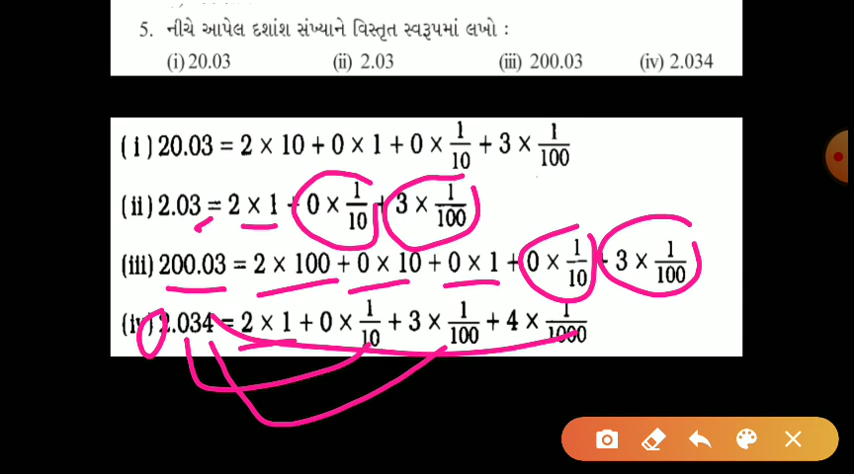 5. નીચે આપેલ દશાંશ સંખ્યાને વિસ્તૃત સ્વરૂપમાં લખો :
(i) 20.03 (ii) 2.03 (iii) 200.03 (iv) 2.034
(i) 20.03 = 2 × 10 + 0 × 1 + 0 × 1/10 + 3 × 1/100
(ii) 2.03 = 2 × 1 + 0 × 1/10 + 3 × 1/100
(iii) 200.03 = 2 × 100 + 0 × 10 + 0 × 1 + 0 × 1/10 + 3 × 1/100
(iv) 2.034 = 2 × 1 + 0 × 1/10 + 3 × 1/100 + 4 × 1/1000